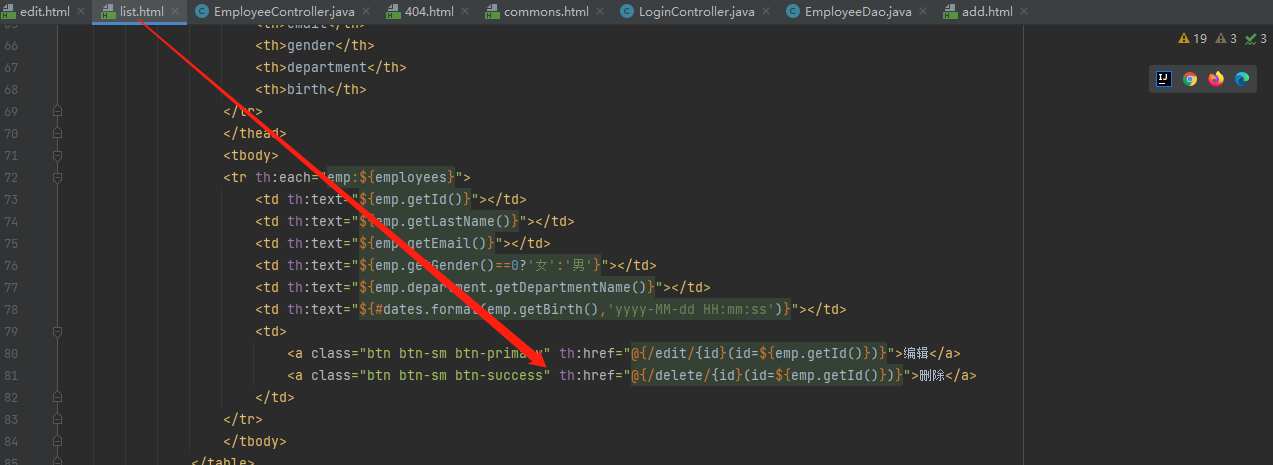 edit.html list.html EmployeeController.java 404.html commons.html LoginController.java EmployeeDao.java add.html
19 3 3
66 <th>gender</th>
67 <th>department</th>
68 <th>birth</th>
69 </tr>
70 </thead>
71 <tbody>
72 <tr th:each="emp:${employees}">
73 <td th:text="${emp.getId()}"></td>
74 <td th:text="${emp.getLastName()}"></td>
75 <td th:text="${emp.getEmail()}"></td>
76 <td th:text="${emp.getGender()==0?'女':'男'}"></td>
77 <td th:text="${emp.department.getDepartmentName()}"></td>
78 <td th:text="${#dates.format(emp.getBirth(),'yyyy-MM-dd HH:mm:ss')}"></td>
79 <td>
80 <a class="btn btn-sm btn-primary" th:href="@{/edit/{id}(id=${emp.getId()})}">编辑</a>
81 <a class="btn btn-sm btn-success" th:href="@{/delete/{id}(id=${emp.getId()})}">删除</a>
82 </td>
83 </tr>
84 </tbody>
85 </table>